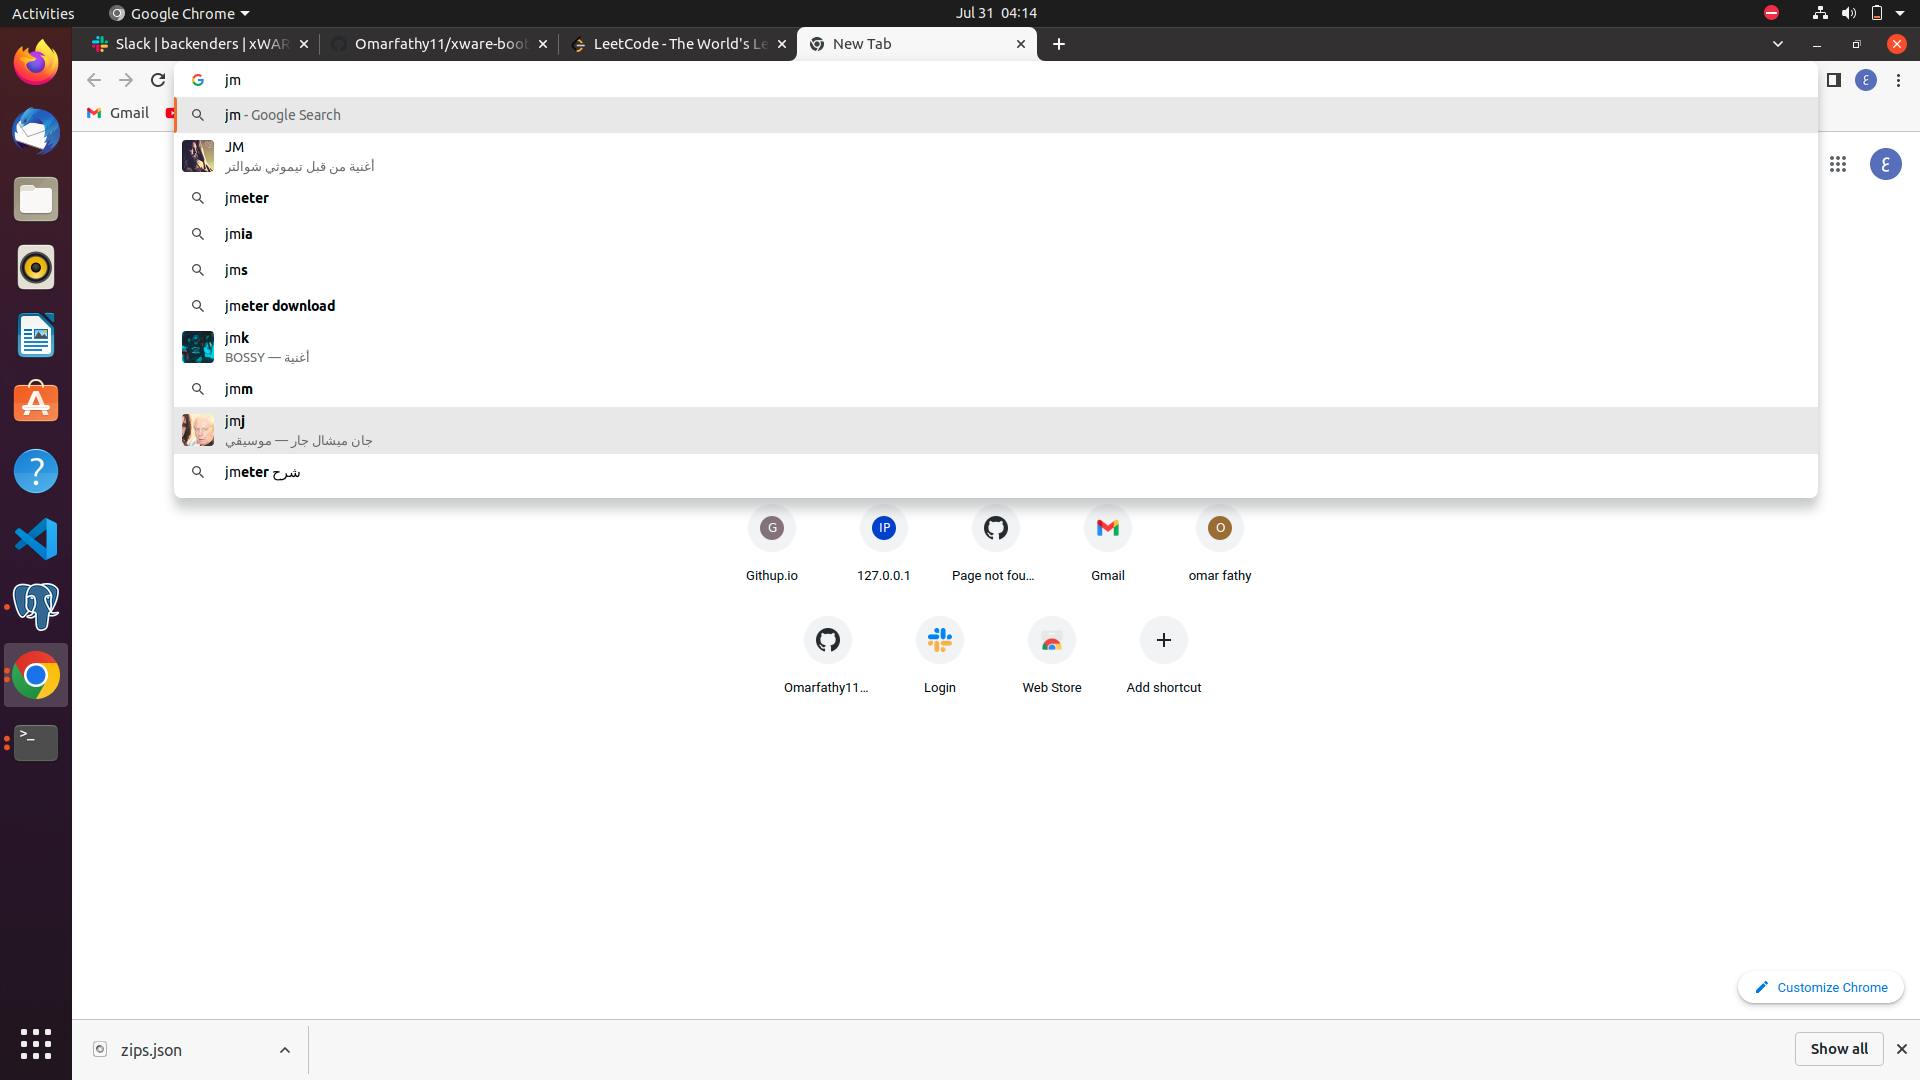 Activities
Google Chrome
Jul 31 04:14
Slack | backenders | xWAR
Omarfathy11/xware-boot
LeetCode - The World's Le
New Tab
jm
Gmail
jm - Google Search
JM
أغنية من قبل تيموثي شوالتر
jmeter
jmia
jms
jmeter download
jmk
BOSSY — أغنية
jmm
jmj
جان ميشال جار — موسيقي
jmeter شرح
ع
ع
G
IP
O
Githup.io
127.0.0.1
Page not fou...
Gmail
omar fathy
Omarfathy11...
Login
Web Store
Add shortcut
Customize Chrome
zips.json
Show all